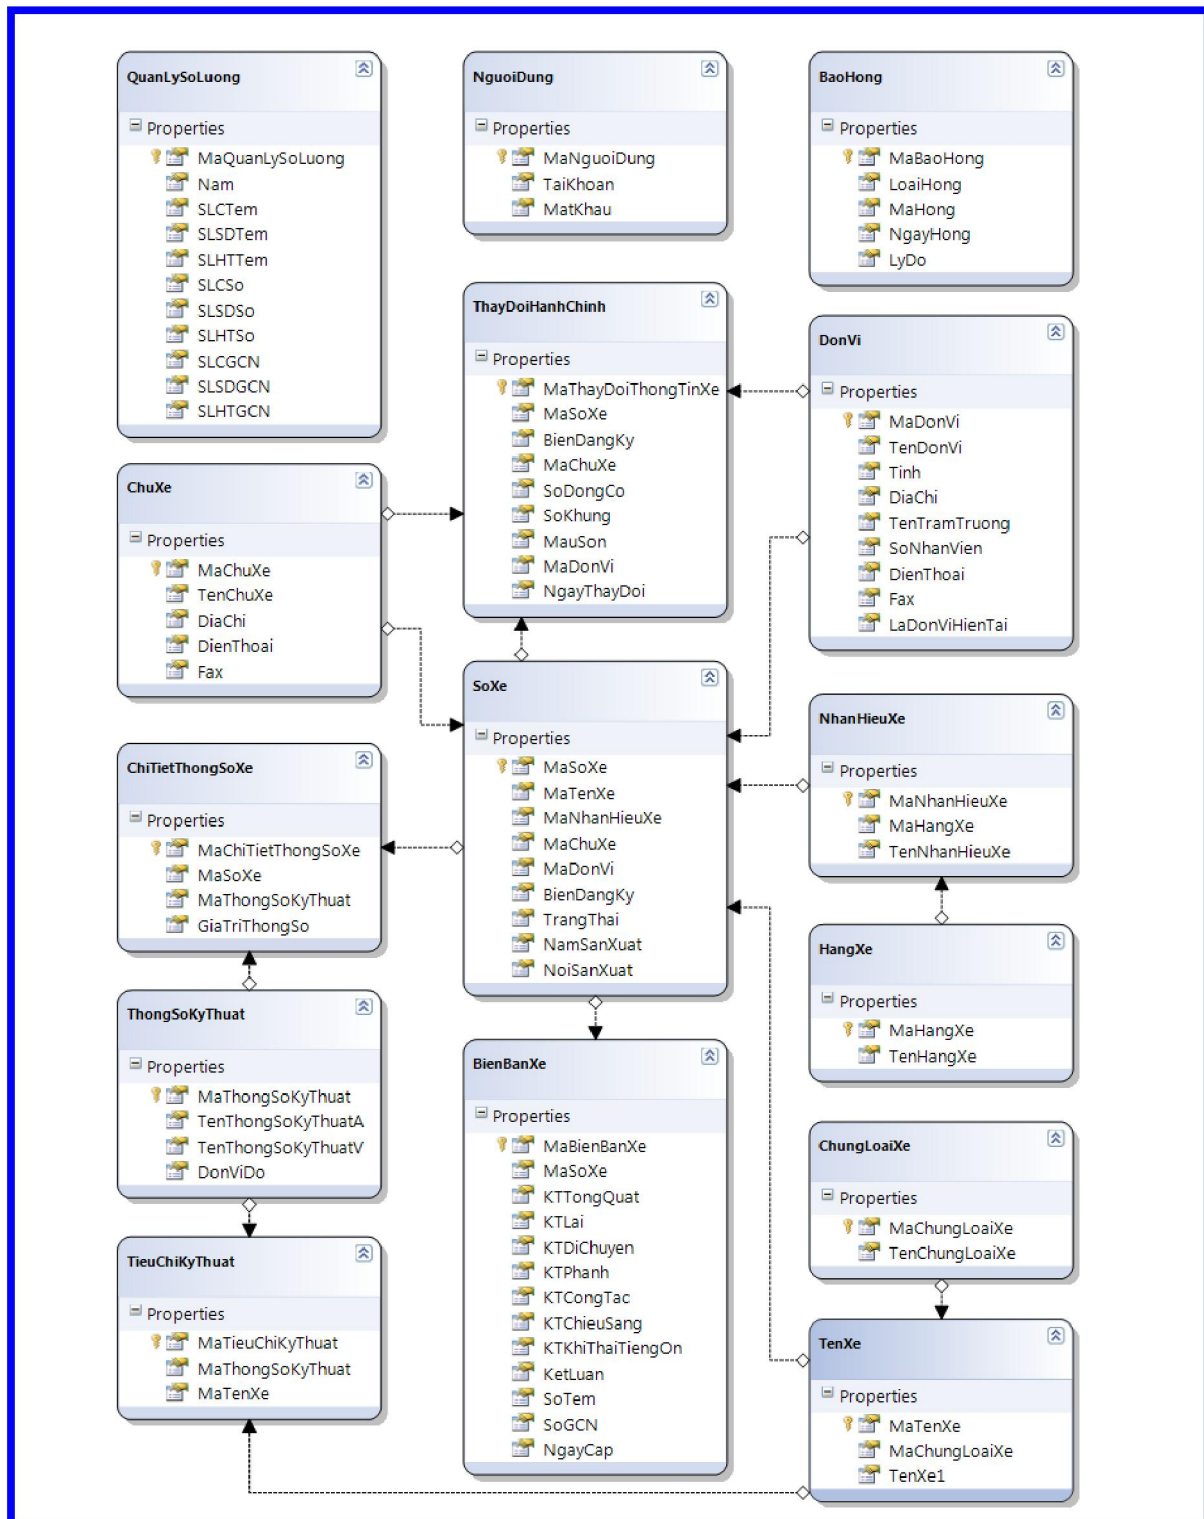 QuanLySoLuong
Properties
MaQuanLySoLuong
Nam
SLCTem
SLSDTem
SLHTTem
SLCSo
SLSDSo
SLHTSo
SLCGCN
SLSDGCN
SLHTGCN
NguoiDung
Properties
MaNguoiDung
TaiKhoan
MatKhau
BaoHong
Properties
MaBaoHong
LoaiHong
MaHong
NgayHong
LyDo
ThayDoiHanhChinh
Properties
MaThayDoiThongTinXe
MaSoXe
BienDangKy
MaChuXe
SoDongCo
SoKhung
MauSon
MaDonVi
NgayThayDoi
DonVi
Properties
MaDonVi
TenDonVi
Tinh
DiaChi
TenTramTruong
SoNhanVien
DienThoai
Fax
LaDonViHienTai
ChuXe
Properties
MaChuXe
TenChuXe
DiaChi
DienThoai
Fax
SoXe
Properties
MaSoXe
MaTenXe
MaNhanHieuXe
MaChuXe
MaDonVi
BienDangKy
TrangThai
NamSanXuat
NoiSanXuat
NhanHieuXe
Properties
MaNhanHieuXe
MaHangXe
TenNhanHieuXe
ChiTietThongSoXe
Properties
MaChiTietThongSoXe
MaSoXe
MaThongSoKyThuat
GiaTriThongSo
HangXe
Properties
MaHangXe
TenHangXe
ThongSoKyThuat
Properties
MaThongSoKyThuat
TenThongSoKyThuatA
TenThongSoKyThuatV
DonViDo
BienBanXe
Properties
MaBienBanXe
MaSoXe
KTTongQuat
KTLai
KTDiChuyen
KTPhanh
KTCongTac
KTChieuSang
KTKhiThaiTiengOn
KetLuan
SoTem
SoGCN
NgayCap
ChungLoaiXe
Properties
MaChungLoaiXe
TenChungLoaiXe
TieuChiKyThuat
Properties
MaTieuChiKyThuat
MaThongSoKyThuat
MaTenXe
TenXe
Properties
MaTenXe
MaChungLoaiXe
TenXe1